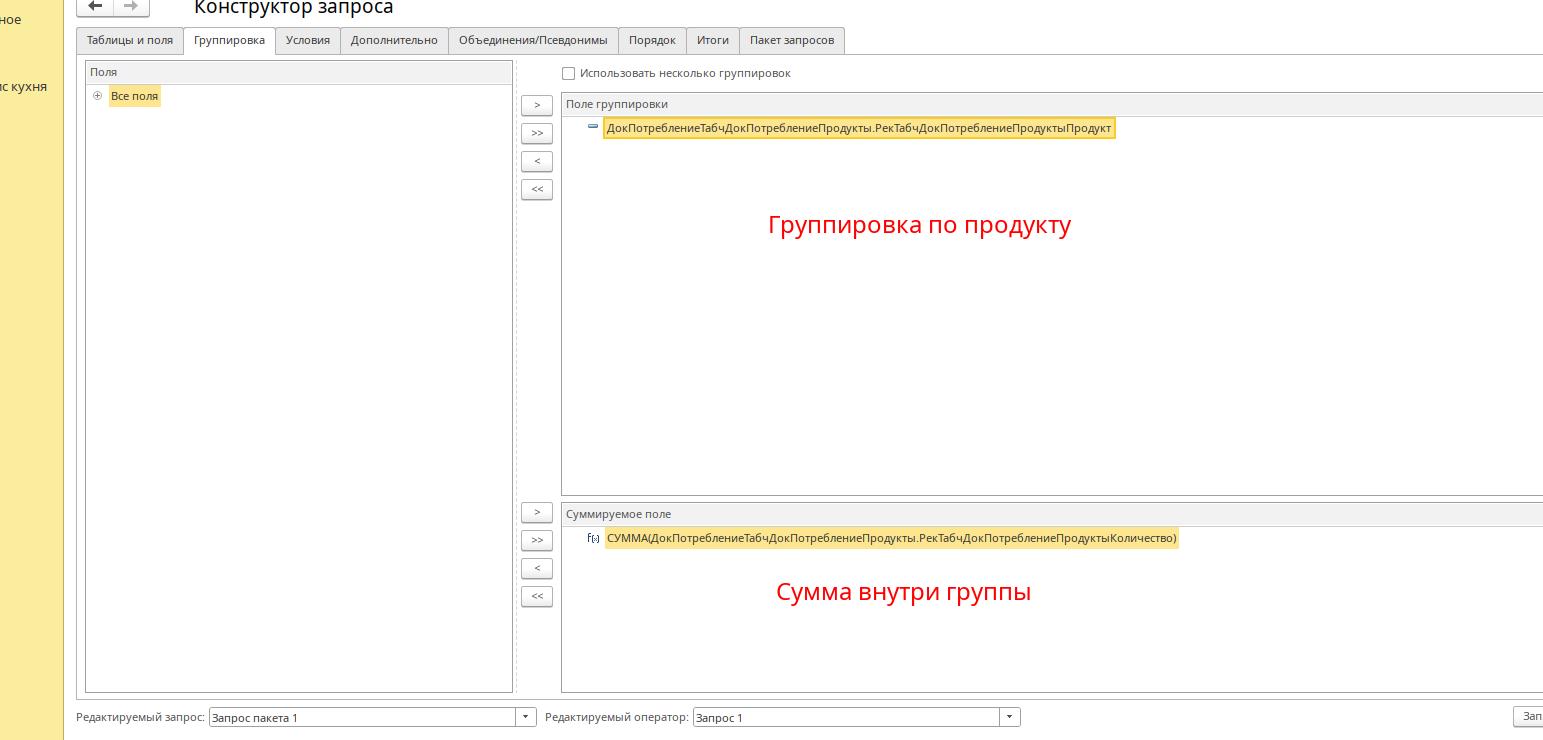 Конструктор запроса
ное
ис кухня
Таблицы и поля
Группировка
Условия
Дополнительно
Объединения/Псевдонимы
Порядок
Итоги
Пакет запросов
Поля
Все поля
Использовать несколько группировок
>
>>
<
<<
Поле группировки
ДокПотреблениеТабчДокПотреблениеПродукты.РекТабчДокПотреблениеПродуктыПродукт
Группировка по продукту
>
>>
<
<<
Суммируемое поле
СУММА(ДокПотреблениеТабчДокПотреблениеПродукты.РекТабчДокПотреблениеПродуктыКоличество)
Сумма внутри группы
Редактируемый запрос: Запрос пакета 1 Редактируемый оператор: Запрос 1 Зап